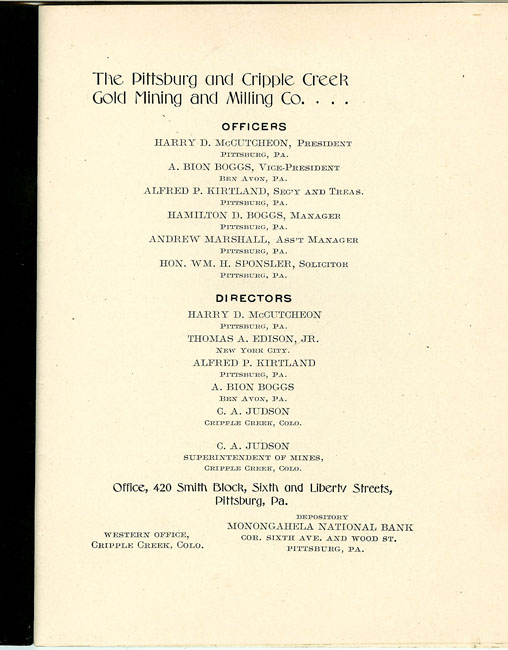 The Pittsburg and Cripple Creek
Gold Mining and Milling Co. . . .
OFFICERS
HARRY D. McCUTCHEON, PRESIDENT
PITTSBURG, PA.
A. BION BOGGS, VICE-PRESIDENT
BEN AVON, PA.
ALFRED P. KIRTLAND, SEC'Y AND TREAS.
PITTSBURG, PA.
HAMILTON D. BOGGS, MANAGER
PITTSBURG, PA.
ANDREW MARSHALL, ASS'T MANAGER
PITTSBURG, PA.
HON. WM. H. SPONSLER, SOLICITOR
PITTSBURG, PA.
DIRECTORS
HARRY D. McCUTCHEON
PITTSBURG, PA.
THOMAS A. EDISON, JR.
NEW YORK CITY.
ALFRED P. KIRTLAND
PITTSBURG, PA.
A. BION BOGGS
BEN AVON, PA.
C. A. JUDSON
CRIPPLE CREEK, COLO.
C. A. JUDSON
SUPERINTENDENT OF MINES,
CRIPPLE CREEK, COLO.
Office, 420 Smith Block, Sixth and Liberty Streets,
Pittsburg, Pa.
WESTERN OFFICE,
CRIPPLE CREEK, COLO.
DEPOSITORY
MONONGAHELA NATIONAL BANK
COR. SIXTH AVE. AND WOOD ST.
PITTSBURG, PA.